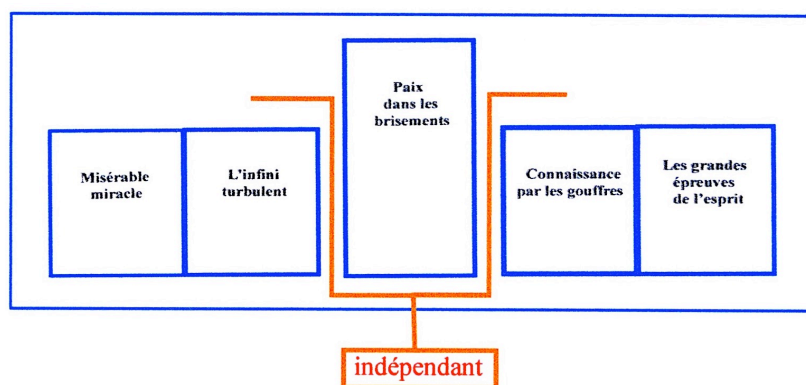 Misérable
miracle
L'infini
turbulent
Paix
dans les
brisements
Connaissance
par les gouffres
Les grandes
épreuves
de l'esprit
indépendant